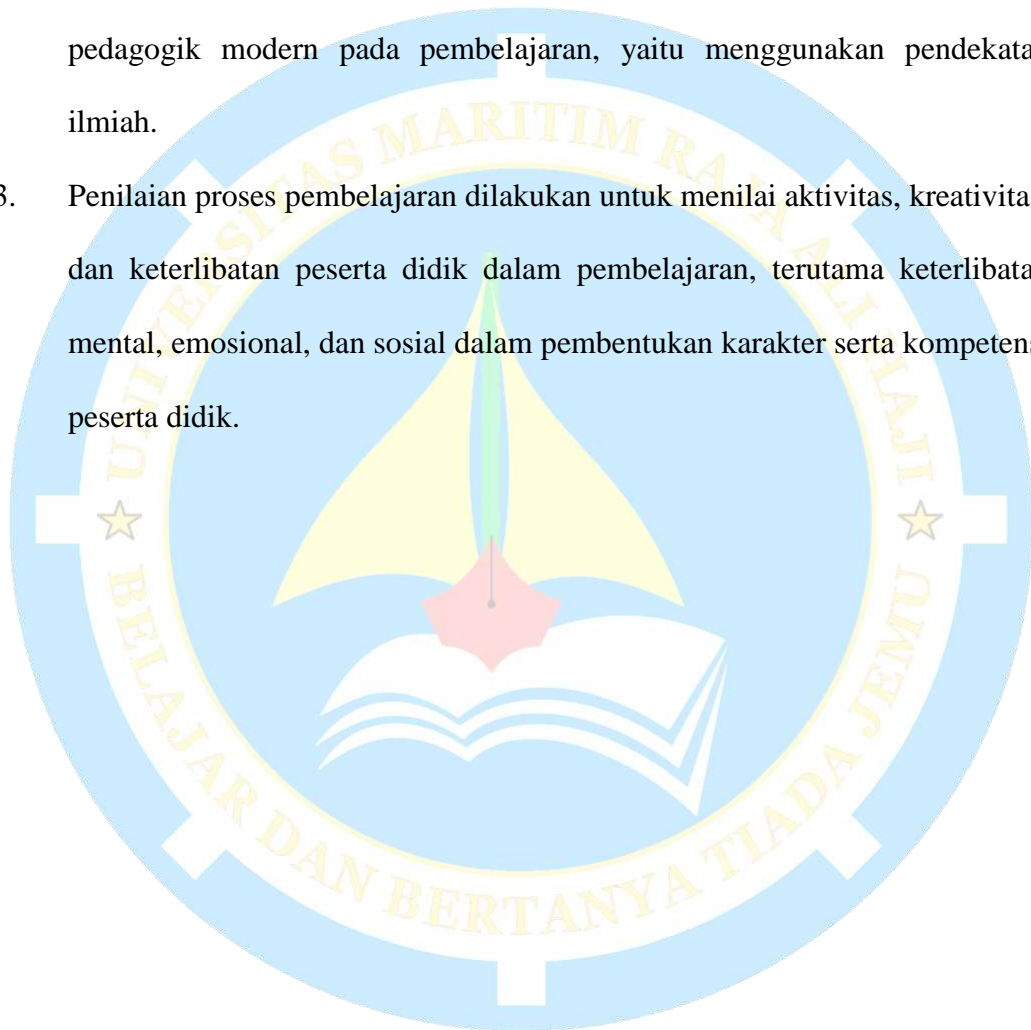 pedagogik modern pada pembelajaran, yaitu menggunakan pendekata
ilmiah.
3. Penilaian proses pembelajaran dilakukan untuk menilai aktivitas, kreativita
dan keterlibatan peserta didik dalam pembelajaran, terutama keterlibata
mental, emosional, dan sosial dalam pembentukan karakter serta kompetens
peserta didik.
UNIVERSITAS MARITIM RAJA ALI HAJI
BELAJAR DAN BERTANYA TIADA JEMU